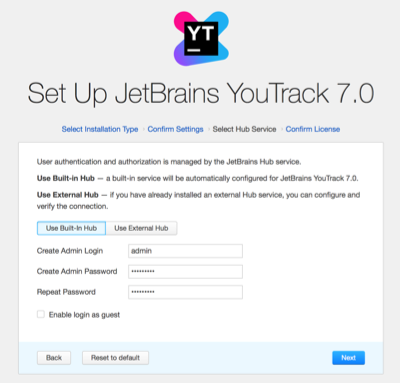 YT
Set Up JetBrains YouTrack 7.0
Select Installation Type · Confirm Settings · Select Hub Service · Confirm License
User authentication and authorization is managed by the JetBrains Hub service.
Use Built-in Hub — a built-in service will be automatically configured for JetBrains YouTrack 7.0.
Use External Hub — if you have already installed an external Hub service, you can configure and
verify the connection.
Use Built-In Hub Use External Hub
Create Admin Login admin
Create Admin Password •••••••••
Repeat Password •••••••••
Enable login as guest
Back Reset to default Next